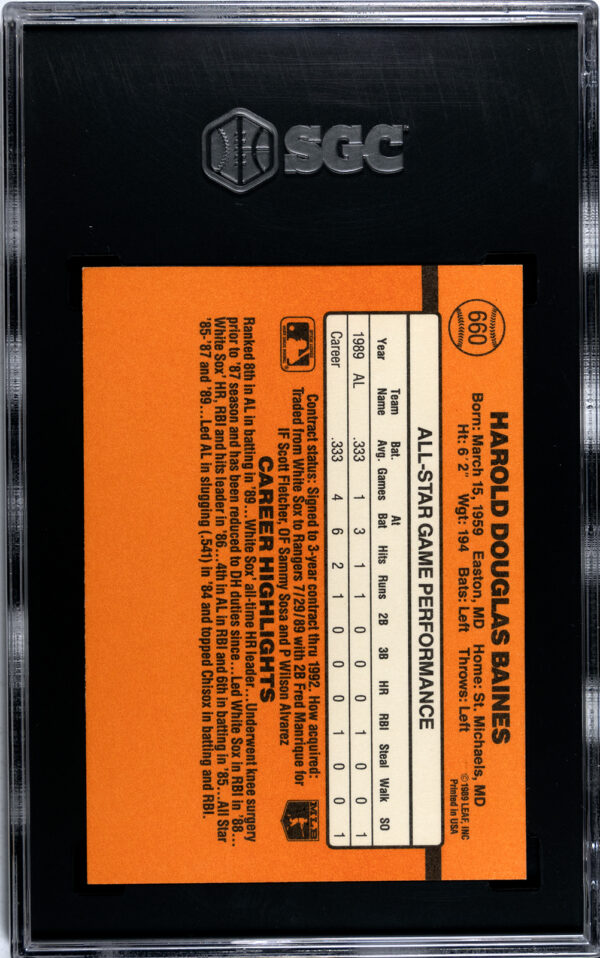 SGC
660
HAROLD DOUGLAS BAINES
Born: March 15, 1959 Easton, MD Home: St. Michaels, MD
Ht: 6'2" Wgt: 194 Bats: Left Throws: Left
©1989 LEAF, INC
Printed in USA
ALL-STAR GAME PERFORMANCE
Year Team Name Bat. Avg. Games At Bat Hits Runs 2B 3B HR RBI Steal Walk SO
1989 AL .333 1 3 1 1 0 0 0 1 0 0 1
Career .333 4 6 2 1 0 0 0 1 0 0 1
Contract status: Signed to 3-year contract thru 1992. How acquired:
Traded from White Sox to Rangers 7/29/89 with 2B Fred Manrique for
IF Scott Fletcher, OF Sammy Sosa and P Wilson Alvarez
MLB
CAREER HIGHLIGHTS
Ranked 8th in AL in batting in '89...White Sox' all-time HR leader...Underwent knee surgery
prior to '87 season and has been reduced to DH duties since...Led White Sox in RBI in '88...
White Sox' HR, RBI and hits leader in '86...4th in AL in RBI and 6th in batting in '85...All Star
'85-'87 and '89...Led AL in slugging (.541) in '84 and topped Chisox in batting and RBI.